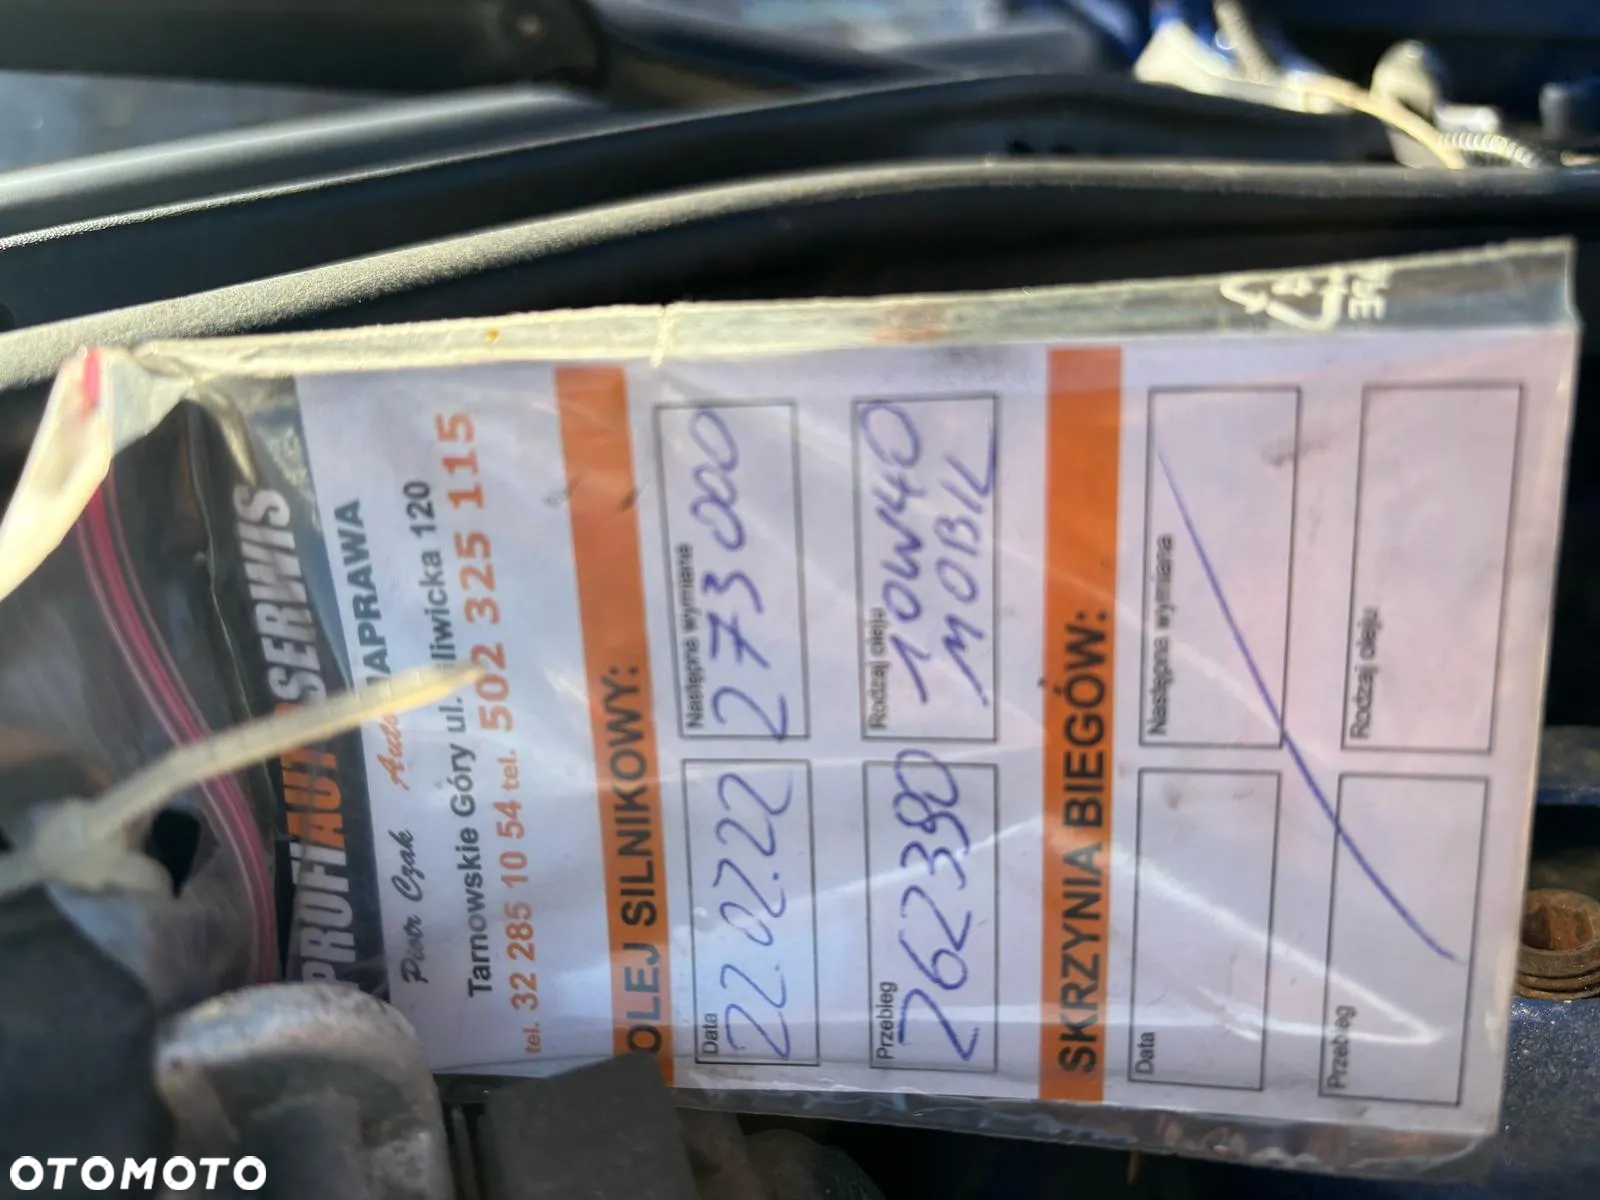 PROFIAUTO SERWIS
Piotr Czak Auto NAPRAWA
Tarnowskie Góry ul. Gliwicka 120
tel. 32 285 10 54 tel. 502 325 115
OLEJ SILNIKOWY:
Data Następna wymiana
22.02.22 273000
Przebieg Rodzaj oleju
262390 10W40
MOBIL
SKRZYNIA BIEGÓW:
Data Następna wymiana
Przebieg Rodzaj oleju
OTOMOTO